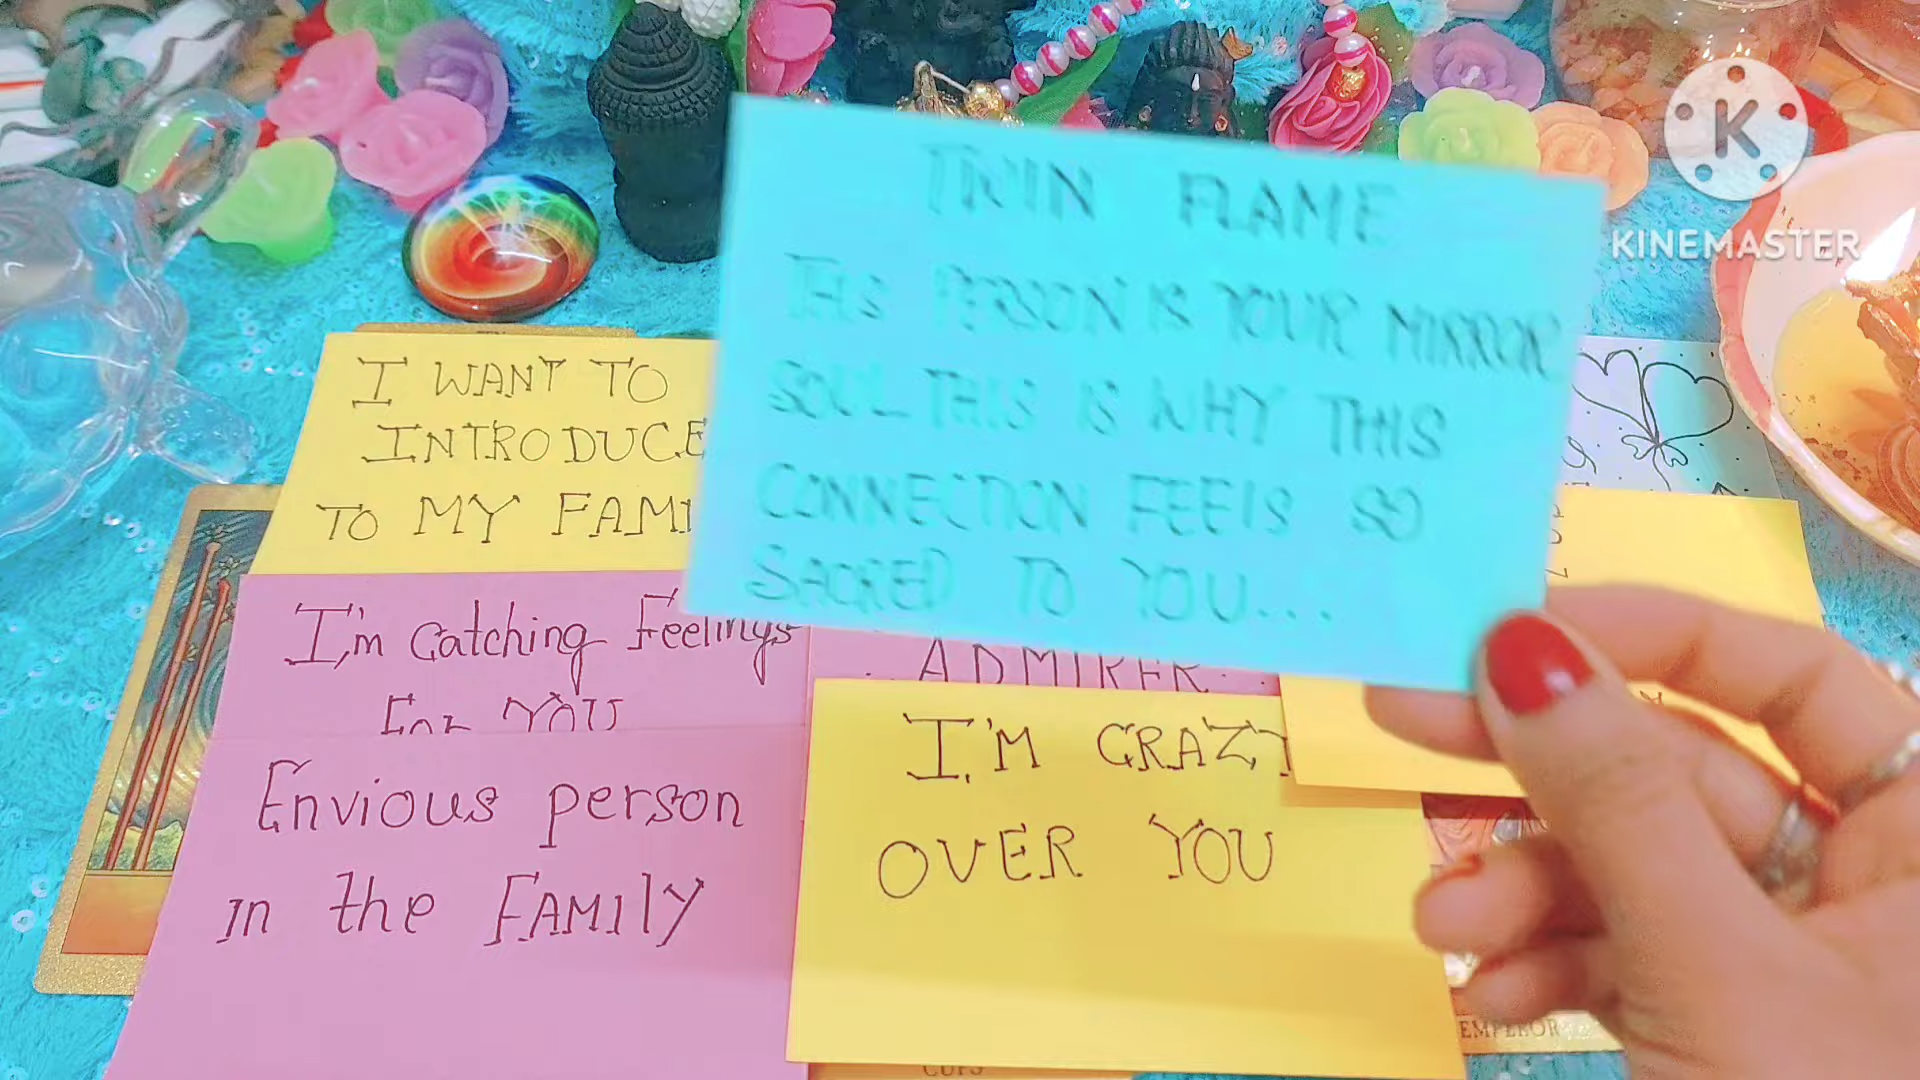 K
KINEMASTER
TWIN FLAME
THIS PERSON IS YOUR MIRROR
SOUL THIS IS WHY THIS
CONNECTION FEELS SO
SACRED TO YOU...
I WANT TO
INTRODUCE
TO MY FAMI
I'm catching Feelings
For YOU
ADMIRER
Envious person
in the FAMIly
I'M CRAZY
OVER YOU
EMPEROR
CUPS